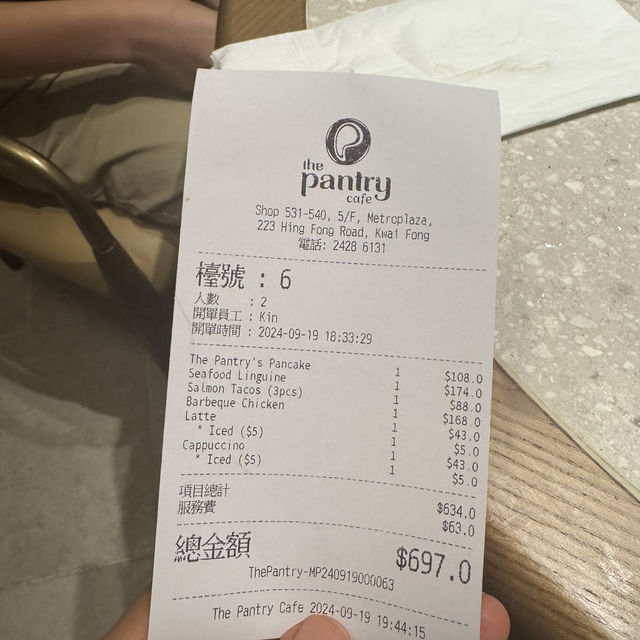 the
pantry
cafe
Shop 531-540, 5/F, Metroplaza,
223 Hing Fong Road, Kwai Fong
電話: 2428 6131
檯號 : 6
人數 : 2
開單員工 : Kin
開單時間 : 2024-09-19 18:33:29
The Pantry's Pancake 1 $108.0
Seafood Linguine 1 $174.0
Salmon Tacos (3pcs) 1 $88.0
Barbeque Chicken 1 $168.0
Latte 1 $43.0
* Iced ($5) 1 $5.0
Cappuccino 1 $43.0
* Iced ($5) 1 $5.0
項目總計 $634.0
服務費 $63.0
總金額 $697.0
ThePantry-MP240919000063
The Pantry Cafe 2024-09-19 19:44:15